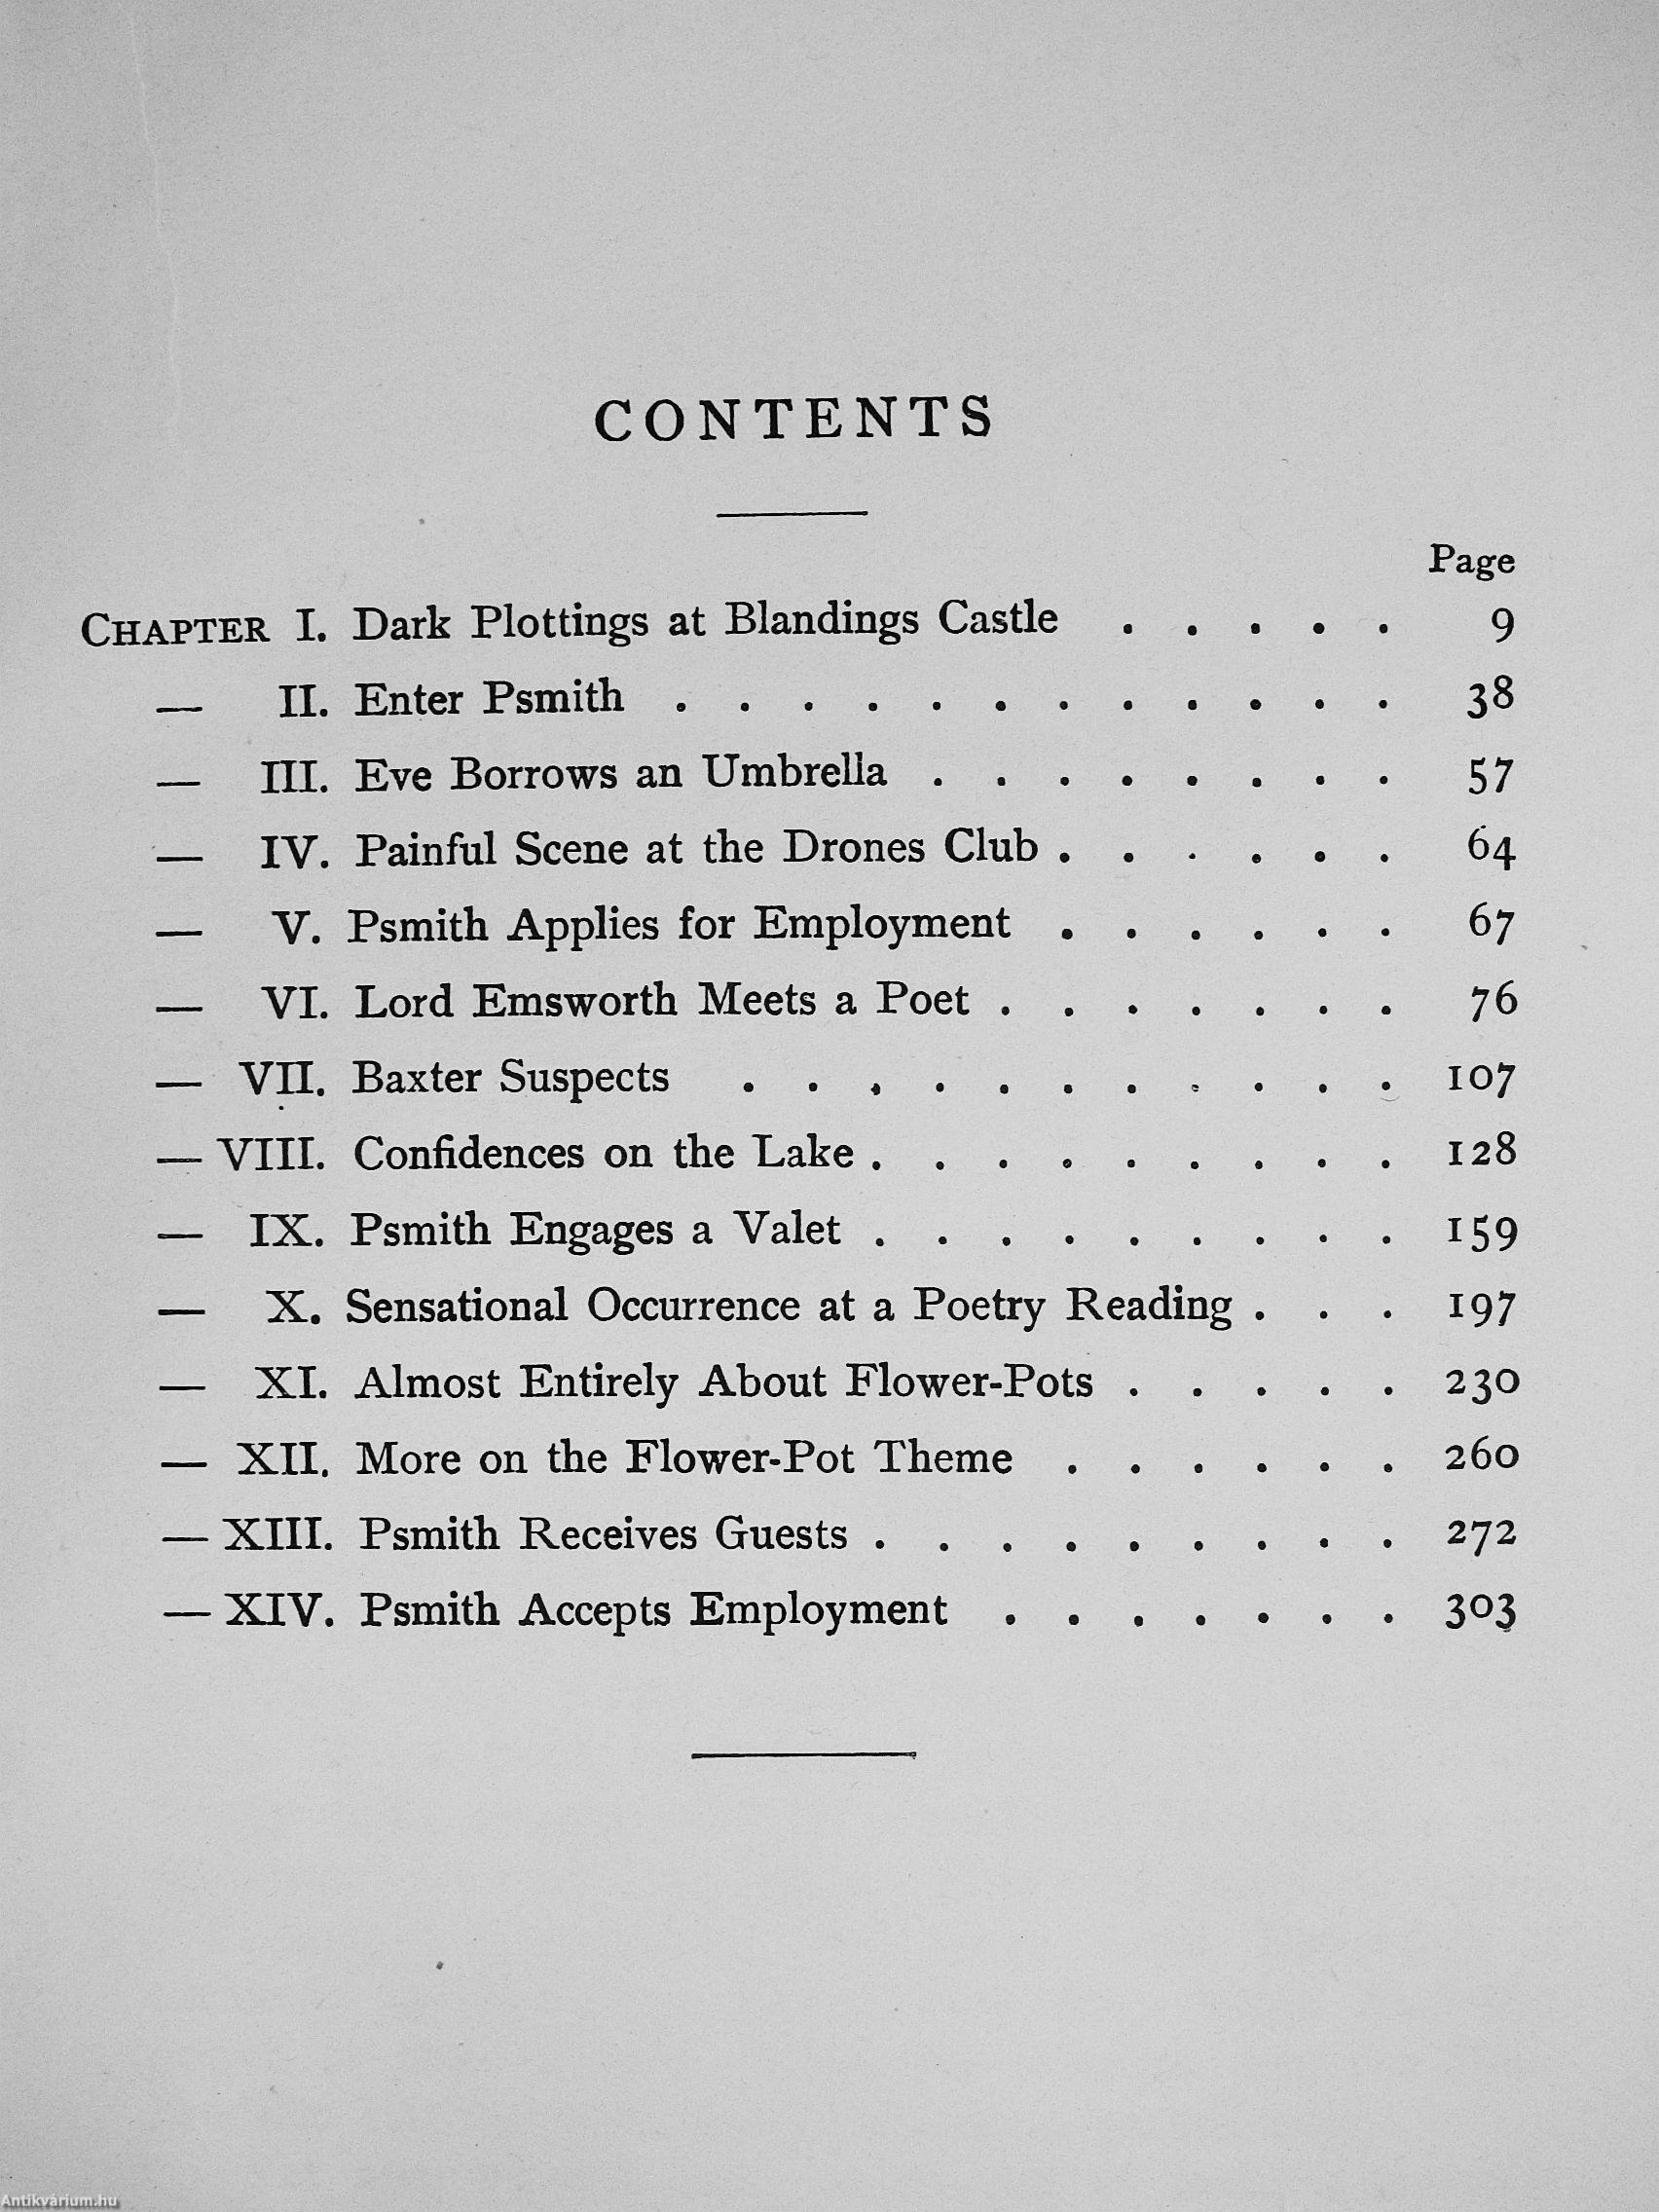 CONTENTS
Page
CHAPTER I. Dark Plottings at Blandings Castle . . . . . 9
— II. Enter Psmith . . . . . . . . . . . . 38
— III. Eve Borrows an Umbrella . . . . . . . . 57
— IV. Painful Scene at the Drones Club . . . . . . 64
— V. Psmith Applies for Employment . . . . . . 67
— VI. Lord Emsworth Meets a Poet . . . . . . . 76
— VII. Baxter Suspects . . . . . . . . . . . 107
— VIII. Confidences on the Lake . . . . . . . . . 128
— IX. Psmith Engages a Valet . . . . . . . . . 159
— X. Sensational Occurrence at a Poetry Reading . . . 197
— XI. Almost Entirely About Flower-Pots . . . . . 230
— XII. More on the Flower-Pot Theme . . . . . . 260
— XIII. Psmith Receives Guests . . . . . . . . . 272
— XIV. Psmith Accepts Employment . . . . . . . 303
Antikvárium.hu